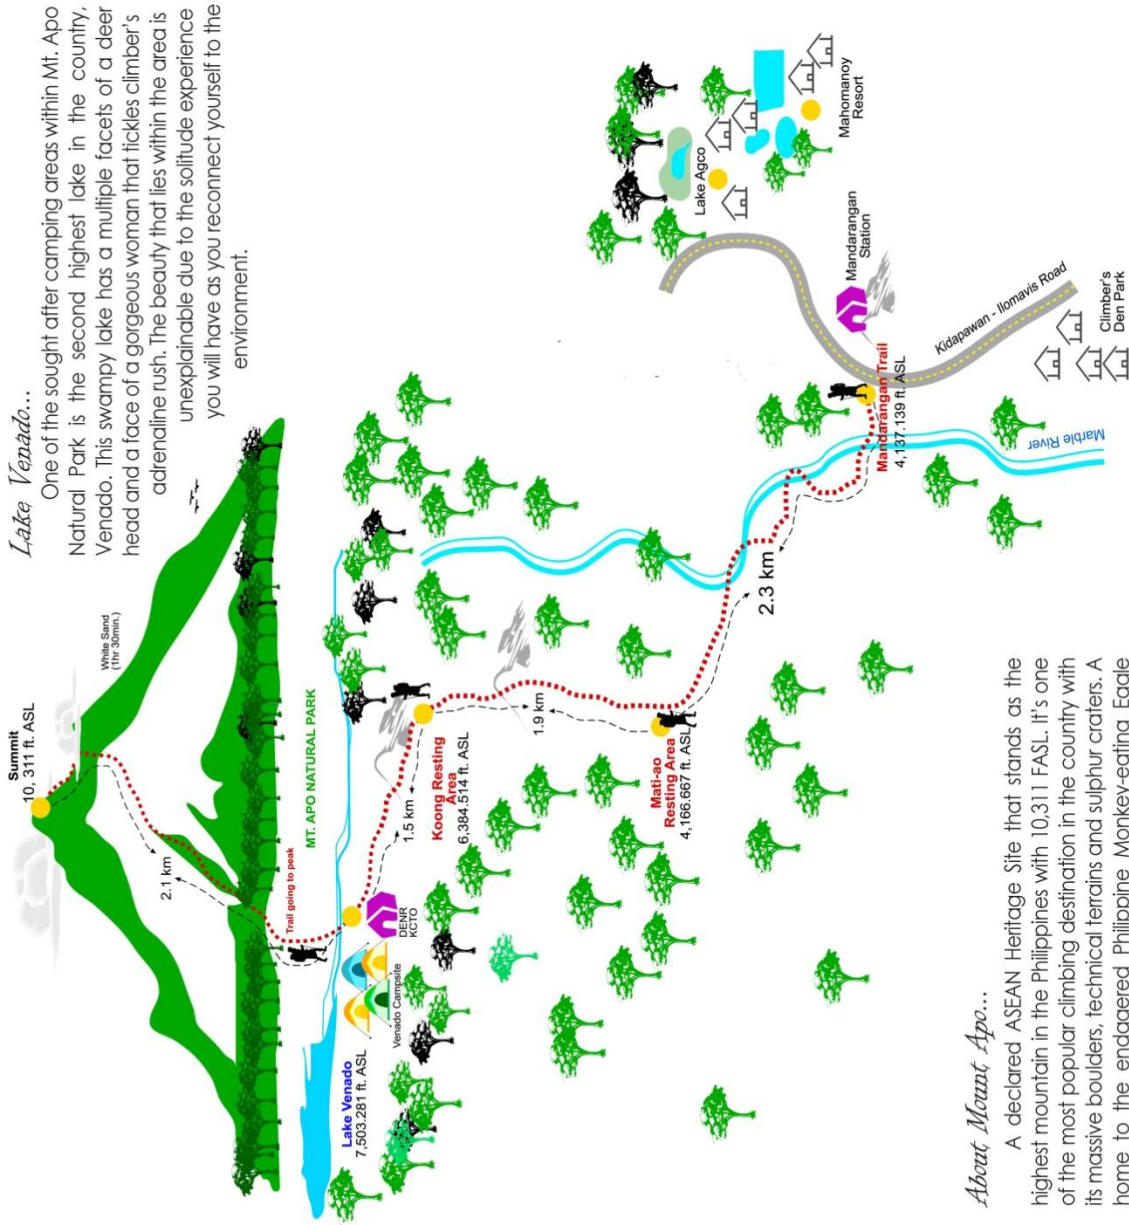 Lake Venado...
One of the sought after camping areas within Mt. Apo
Natural Park is the second highest lake in the country,
Venado. This swampy lake has a multiple facets of a deer
head and a face of a gorgeous woman that tickles climber's
adrenaline rush. The beauty that lies within the area is
unexplainable due to the solitude experience
you will have as you reconnect yourself to the
environment.
Summit
10, 311 ft. ASL
White Sand
(1hr 30min.)
2.1 km
Trail going to peak
MT. APO NATURAL PARK
Lake Venado
7,503.281 ft. ASL
Venado Campsite
DENR
KCTO
1.5 km
Koong Resting
Area
6,384.514 ft. ASL
1.9 km
Mati-ao
Resting Area
4,166.667 ft. ASL
2.3 km
Mandarangan Trail
4,137.139 ft. ASL
Marble River
Mandarangan
Station
Kidapawan - Ilomavis Road
Climber's
Den Park
Lake Agco
Mahomanoy
Resort
About Mount Apo...
A declared ASEAN Heritage Site that stands as the
highest mountain in the Philippines with 10,311 FASL. It's one
of the most popular climbing destination in the country with
its massive boulders, technical terrains and sulphur craters. A
home to the endagered Philippine Monkey-eating Eagle